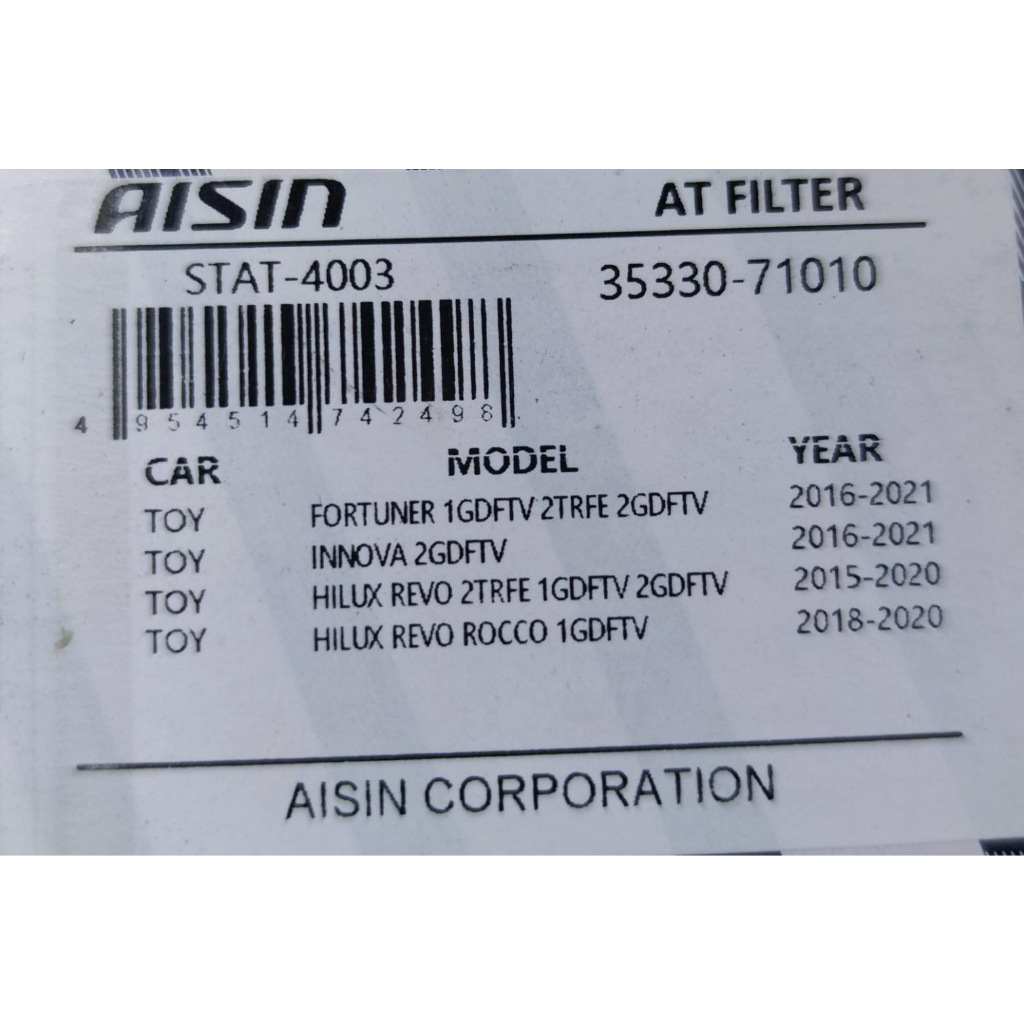 AISIN AT FILTER
STAT-4003 35330-71010
4 954514 742498
CAR MODEL YEAR
TOY FORTUNER 1GDFTV 2TRFE 2GDFTV 2016-2021
TOY INNOVA 2GDFTV 2016-2021
TOY HILUX REVO 2TRFE 1GDFTV 2GDFTV 2015-2020
TOY HILUX REVO ROCCO 1GDFTV 2018-2020
AISIN CORPORATION